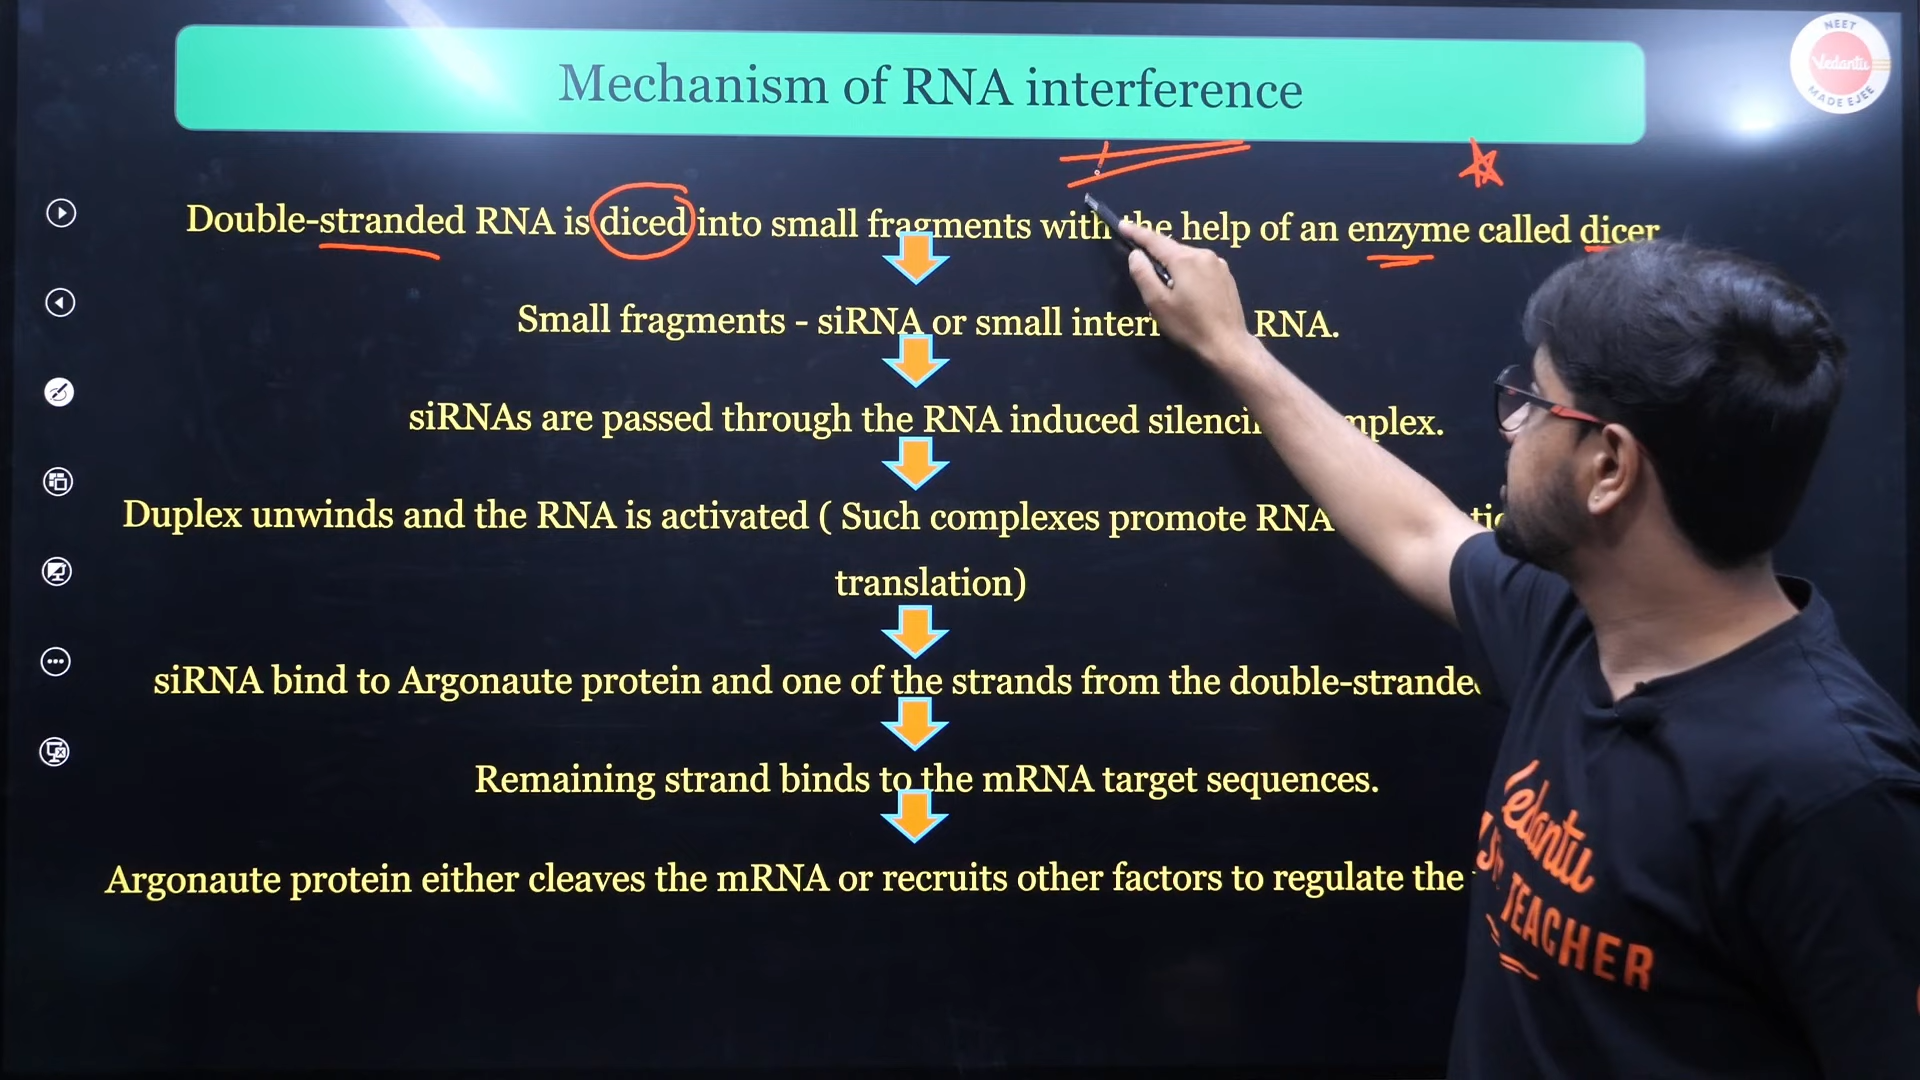 Mechanism of RNA interference
NEET
Vedantu
MADE EJEE
Double-stranded RNA is diced into small fragments with the help of an enzyme called dicer
Small fragments - siRNA or small RNA.
siRNAs are passed through the RNA induced
Duplex unwinds and the RNA is activated ( Such complexes promote RNA
translation)
siRNA bind to Argonaute protein and one of the strands from the double-stranded
Remaining strand binds to the mRNA target sequences.
Argonaute protein either cleaves the mRNA or recruits other factors to regulate the
Vedantu
TEACHER